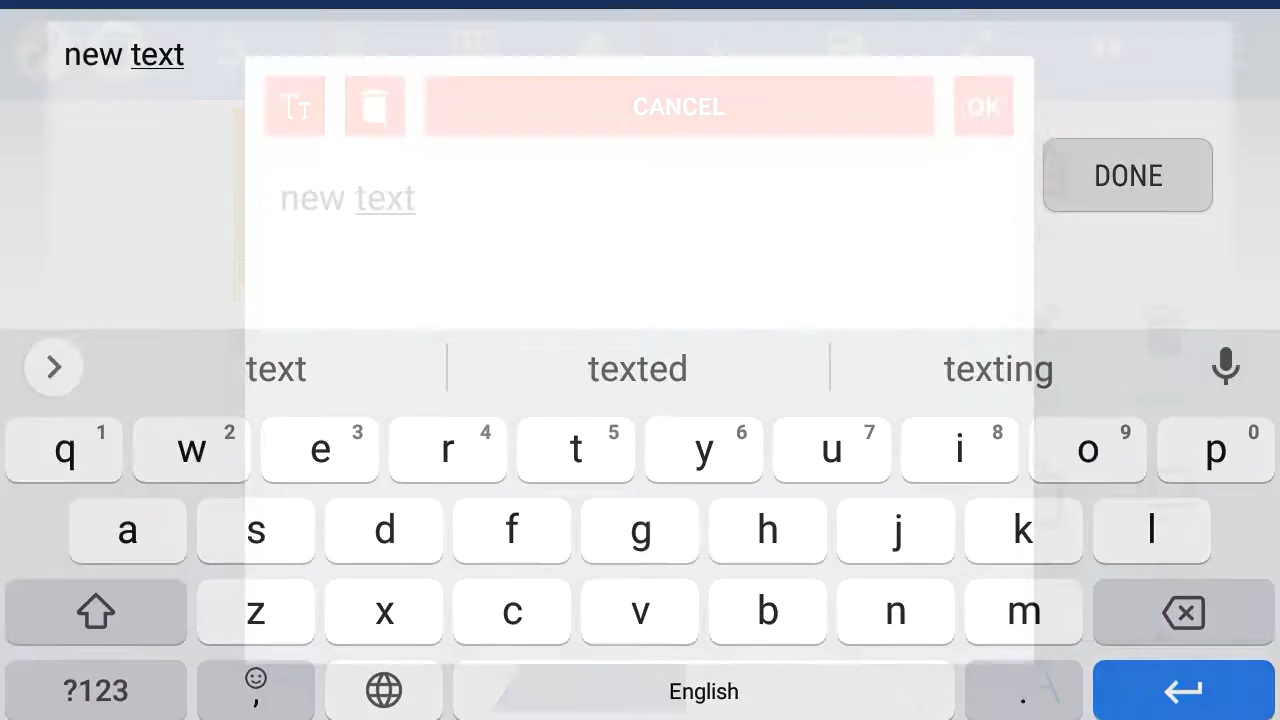 new text
TT CANCEL OK
new text
DONE
text texted texting
q 1 w 2 e 3 r 4 t 5 y 6 u 7 i 8 o 9 p 0
a s d f g h j k l
z x c v b n m
?123 , English .